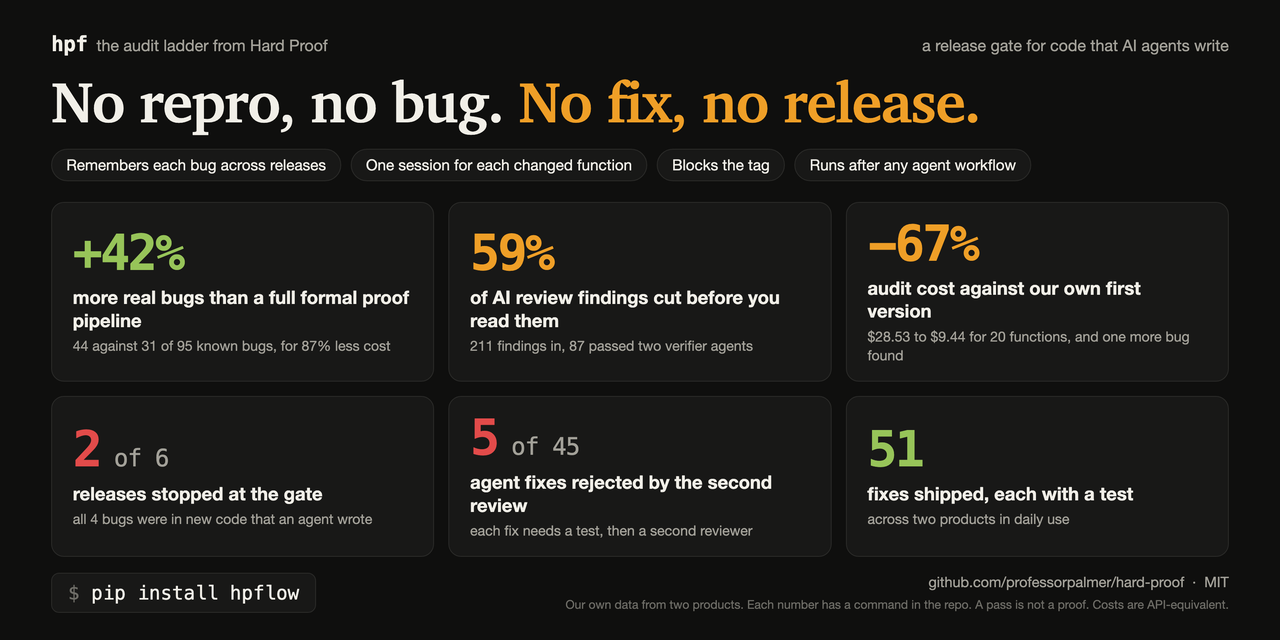 hpf the audit ladder from Hard Proof
a release gate for code that AI agents write
No repro, no bug. No fix, no release.
Remembers each bug across releases
One session for each changed function
Blocks the tag
Runs after any agent workflow
+42%
more real bugs than a full formal proof
pipeline
44 against 31 of 95 known bugs, for 87% less cost
59%
of AI review findings cut before you
read them
211 findings in, 87 passed two verifier agents
−67%
audit cost against our own first
version
$28.53 to $9.44 for 20 functions, and one more bug
found
2 of 6
releases stopped at the gate
all 4 bugs were in new code that an agent wrote
5 of 45
agent fixes rejected by the second
review
each fix needs a test, then a second reviewer
51
fixes shipped, each with a test
across two products in daily use
$ pip install hpflow
github.com/professorpalmer/hard-proof · MIT
Our own data from two products. Each number has a command in the repo. A pass is not a proof. Costs are API-equivalent.